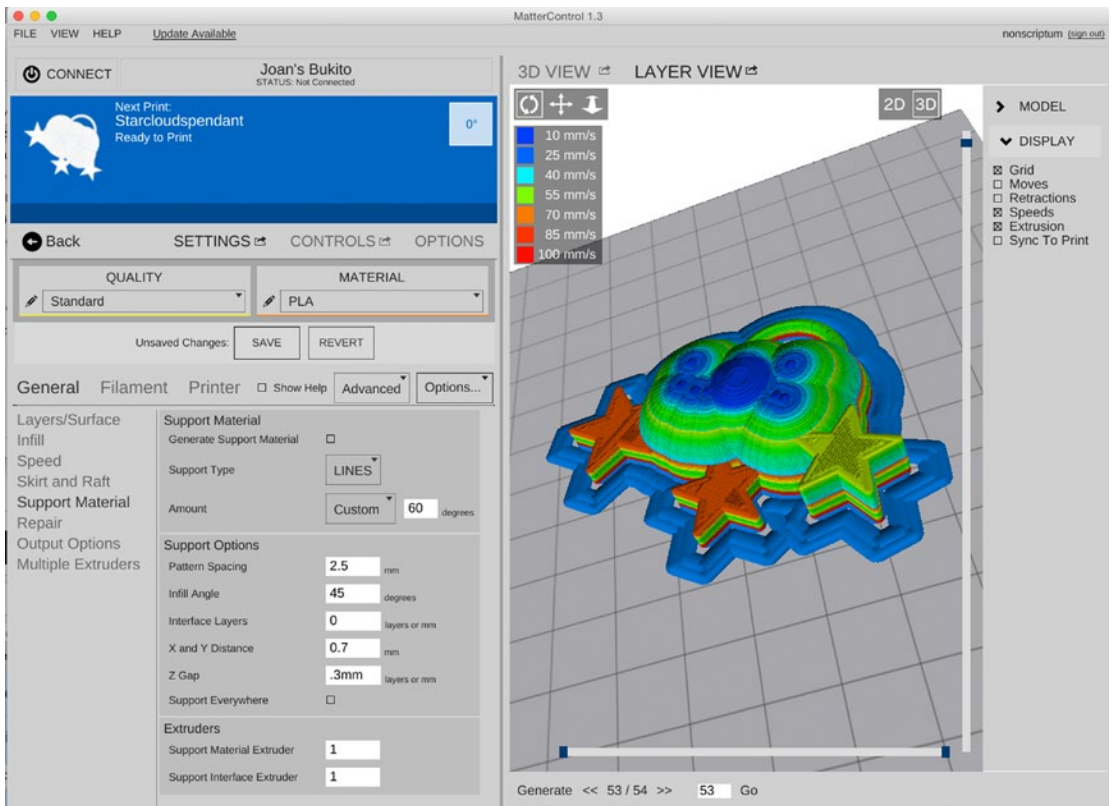 MatterControl 1.3
FILE VIEW HELP Update Available
nonscriptum (sign out)
CONNECT
Joan's Bukito
STATUS: Not Connected
Next Print:
Starcloudspendant
Ready to Print
0°
Back
SETTINGS CONTROLS OPTIONS
QUALITY
Standard
MATERIAL
PLA
Unsaved Changes: SAVE REVERT
General Filament Printer Show Help Advanced Options...
Layers/Surface
Infill
Speed
Skirt and Raft
Support Material
Repair
Output Options
Multiple Extruders
Support Material
Generate Support Material
Support Type LINES
Amount Custom 60 degrees
Support Options
Pattern Spacing 2.5 mm
Infill Angle 45 degrees
Interface Layers 0 layers or mm
X and Y Distance 0.7 mm
Z Gap .3mm layers or mm
Support Everywhere
Extruders
Support Material Extruder 1
Support Interface Extruder 1
3D VIEW LAYER VIEW
2D 3D
10 mm/s
25 mm/s
40 mm/s
55 mm/s
70 mm/s
85 mm/s
100 mm/s
MODEL
DISPLAY
Grid
Moves
Retractions
Speeds
Extrusion
Sync To Print
Generate << 53 / 54 >> 53 Go